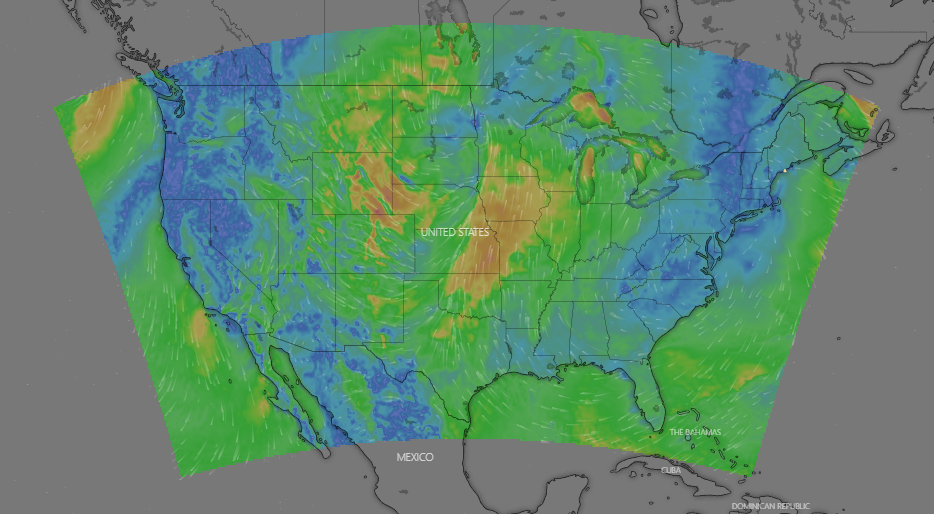 UNITED STATES
THE BAHAMAS
MEXICO
CUBA
DOMINICAN REPUBLIC